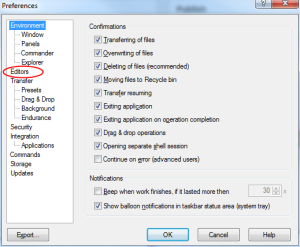 Preferences
Environment
Window
Panels
Commander
Explorer
Editors
Transfer
Presets
Drag & Drop
Background
Endurance
Security
Integration
Applications
Commands
Storage
Updates
Confirmations
Transferring of files
Overwriting of files
Deleting of files (recommended)
Moving files to Recycle bin
Transfer resuming
Exiting application
Exiting application on operation completion
Drag & drop operations
Opening separate shell session
Continue on error (advanced users)
Notifications
Beep when work finishes, if it lasted more then 30 s
Show balloon notifications in taskbar status area (system tray)
Export... OK Cancel Help